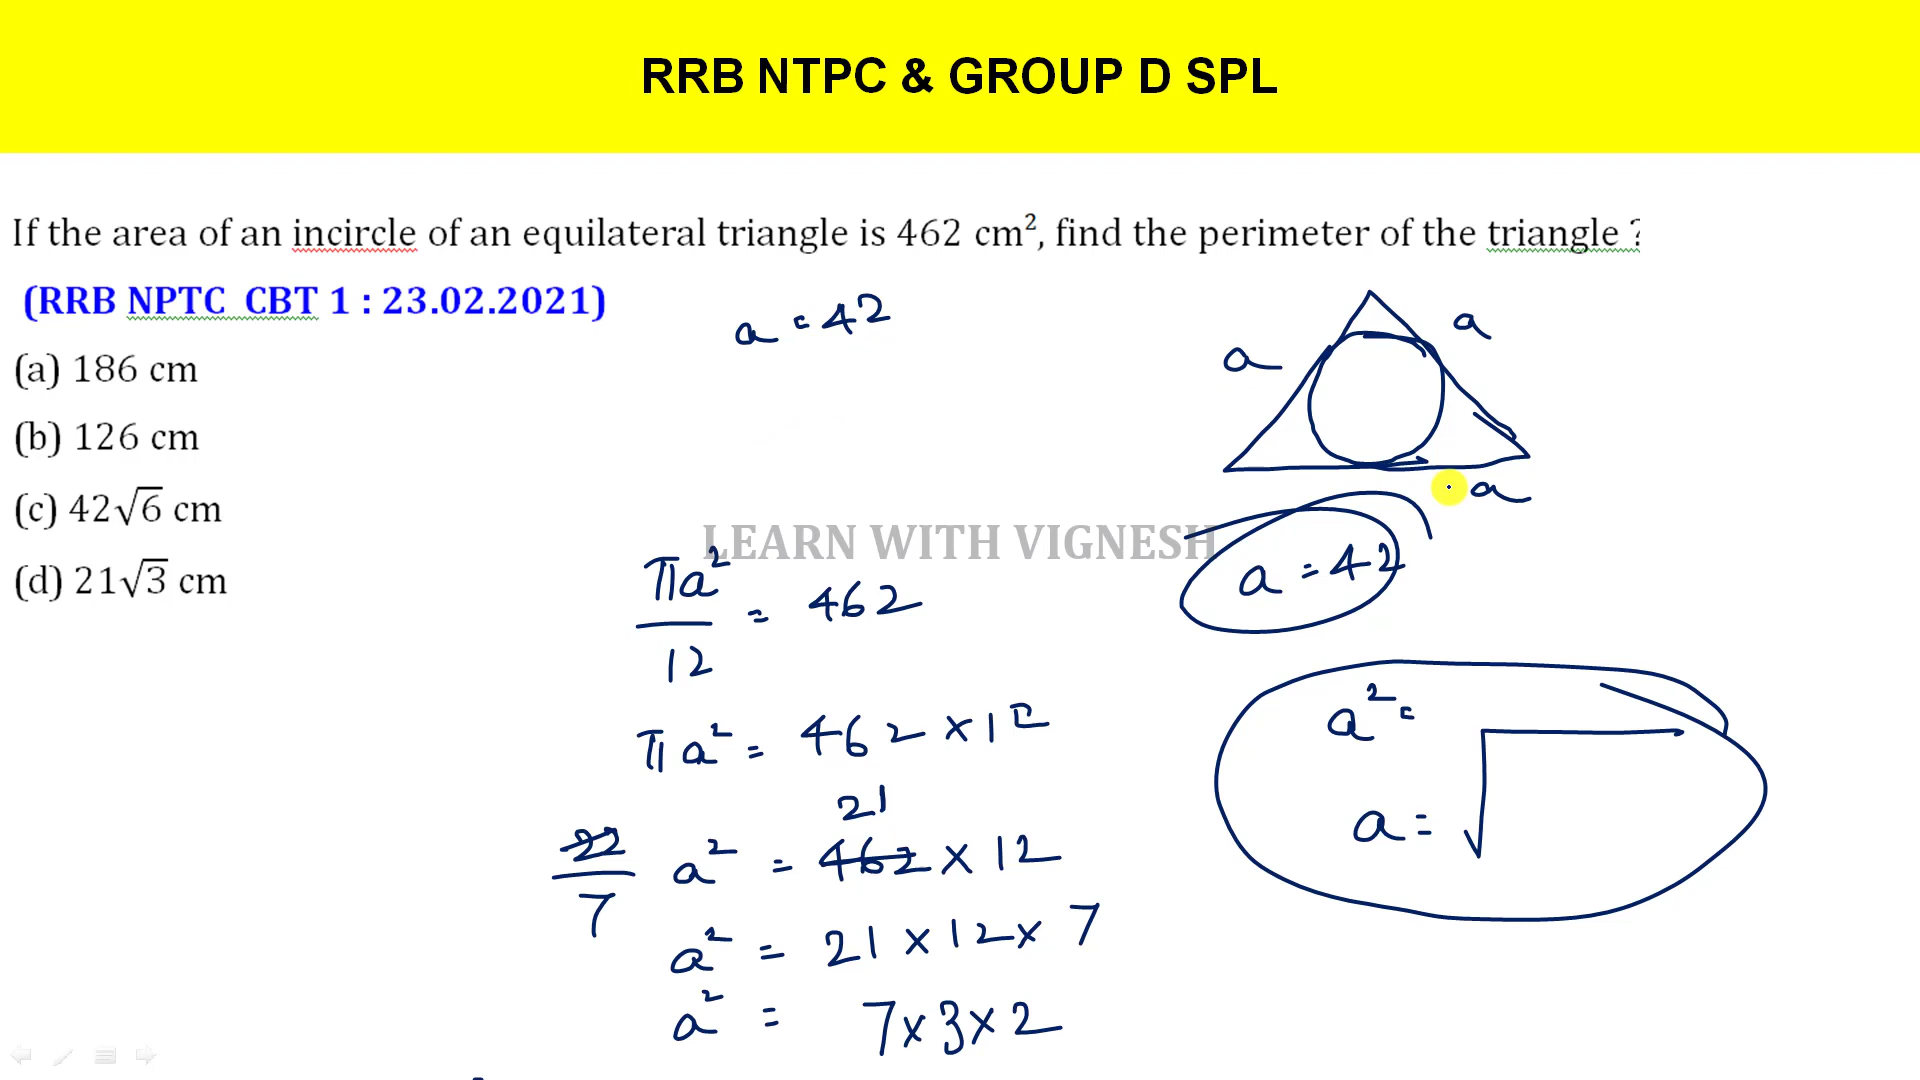 RRB NTPC & GROUP D SPL
If the area of an incircle of an equilateral triangle is 462 cm², find the perimeter of the triangle ?
(RRB NPTC CBT 1 : 23.02.2021)
(a) 186 cm
(b) 126 cm
(c) 42√6 cm
(d) 21√3 cm
a = 42
a
a
a
LEARN WITH VIGNESH
a = 42
πa²/12 = 462
πa² = 462 × 12
21
22/7 a² = 462 × 12
a² = 21 × 12 × 7
a² = 7 × 3 × 2
a² =
a = √